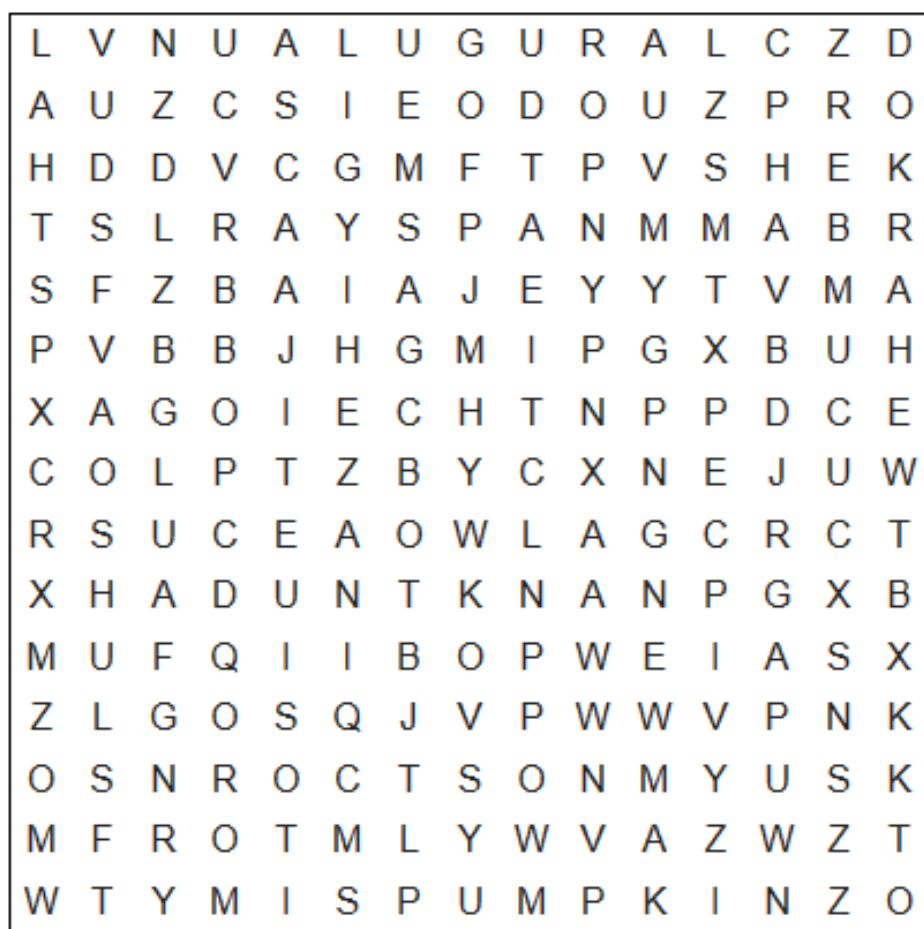 L V N U A L U G U R A L C Z D
A U Z C S I E O D O U Z P R O
H D D V C G M F T P V S H E K
T S L R A Y S P A N M M A B R
S F Z B A I A J E Y Y T V M A
P V B B J H G M I P G X B U H
X A G O I E C H T N P P D C E
C O L P T Z B Y C X N E J U W
R S U C E A O W L A G C R C T
X H A D U N T K N A N P G X B
M U F Q I I B O P W E I A S X
Z L G O S Q J V P W W V P N K
O S N R O C T S O N M Y U S K
M F R O T M L Y W V A Z W Z T
W T Y M I S P U M P K I N Z O